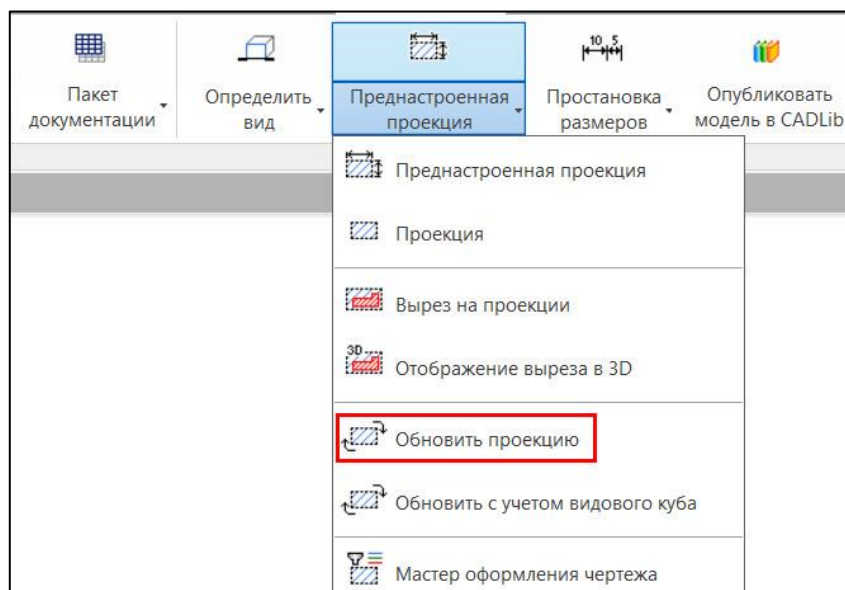 Пакет
документации
Определить
вид
Преднастроенная
проекция
10 5
Простановка
размеров
Опубликовать
модель в CADLib
Преднастроенная проекция
Проекция
Вырез на проекции
3D
Отображение выреза в 3D
Обновить проекцию
Обновить с учетом видового куба
Мастер оформления чертежа